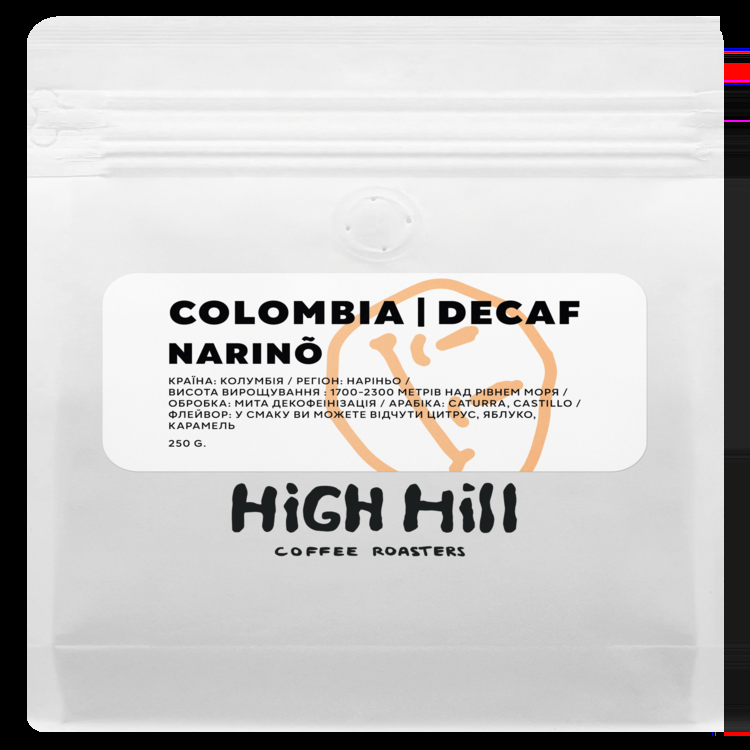 COLOMBIA | DECAF
NARINÕ
КРАЇНА: КОЛУМБІЯ / РЕГІОН: НАРІНЬО /
ВИСОТА ВИРОЩУВАННЯ : 1700-2300 МЕТРІВ НАД РІВНЕМ МОРЯ /
ОБРОБКА: МИТА ДЕКОФЕІНІЗАЦІЯ / АРАБІКА: CATURRA, CASTILLO /
ФЛЕЙВОР: У СМАКУ ВИ МОЖЕТЕ ВІДЧУТИ ЦИТРУС, ЯБЛУКО,
КАРАМЕЛЬ
250 G.
HiGH Hill
COFFEE ROASTERS